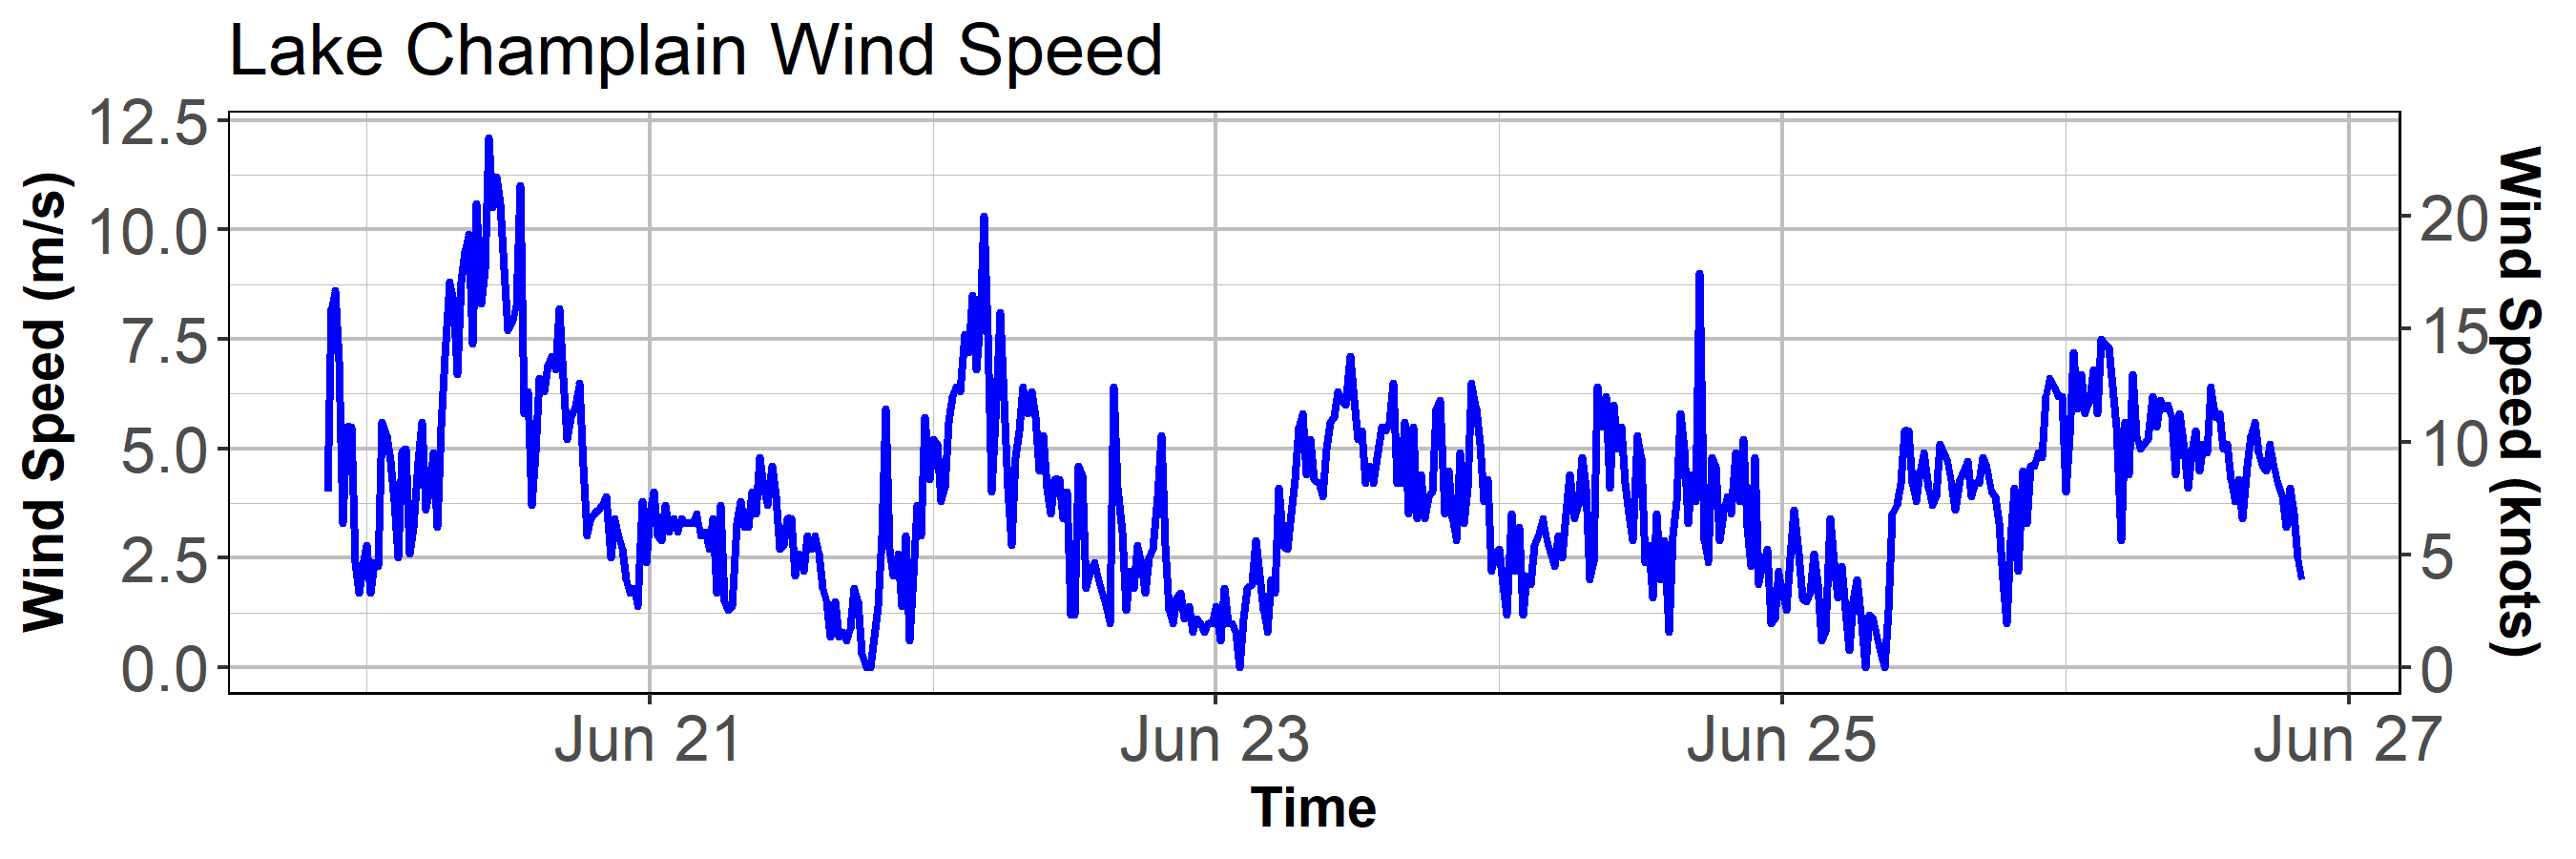 Lake Champlain Wind Speed
Wind Speed (m/s)
12.5
10.0
7.5
5.0
2.5
0.0
20
15
10
5
0
Wind Speed (knots)
Jun 21
Jun 23
Jun 25
Jun 27
Time